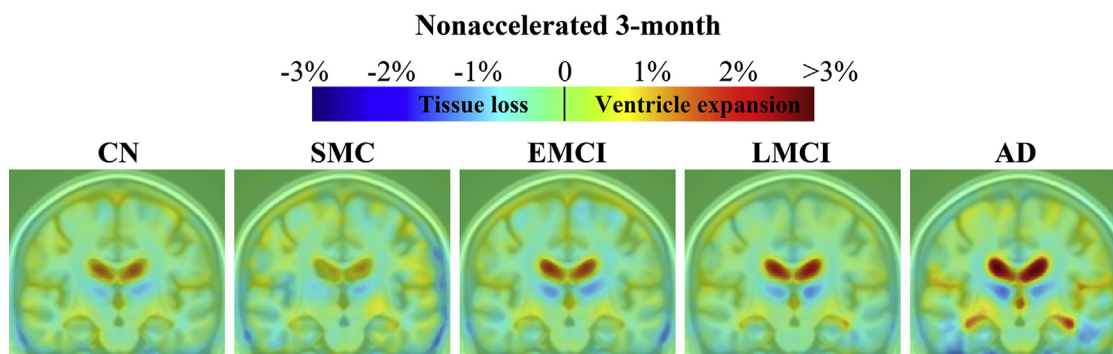 Nonaccelerated 3-month
-3% -2% -1% 0 1% 2% >3%
Tissue loss Ventricle expansion
CN SMC EMCI LMCI AD